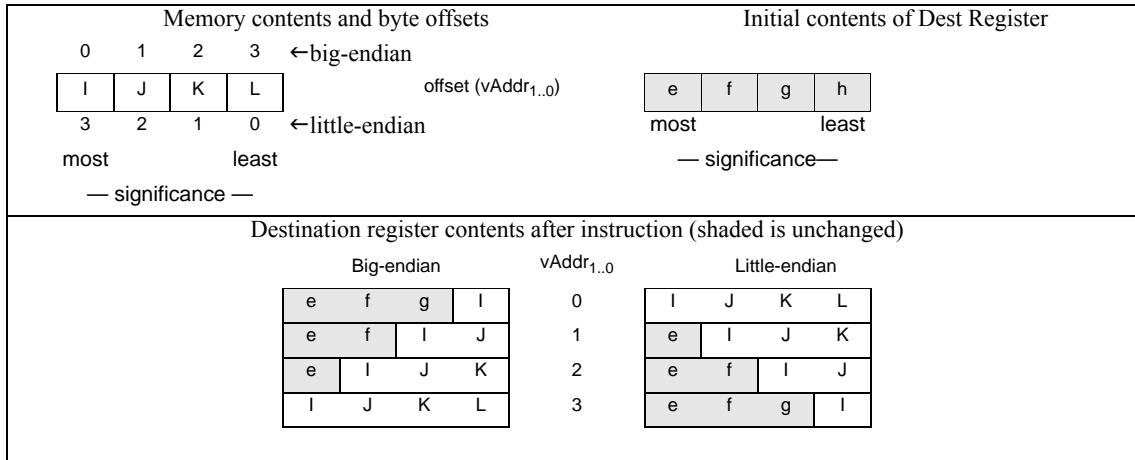 Memory contents and byte offsets
Initial contents of Dest Register
0 1 2 3 ←big-endian
I J K L
offset (vAddr1..0)
e f g h
3 2 1 0 ←little-endian
most least
most least
— significance —
— significance—
Destination register contents after instruction (shaded is unchanged)
Big-endian vAddr1..0 Little-endian
e f g I 0 I J K L
e f I J 1 e I J K
e I J K 2 e f I J
I J K L 3 e f g I